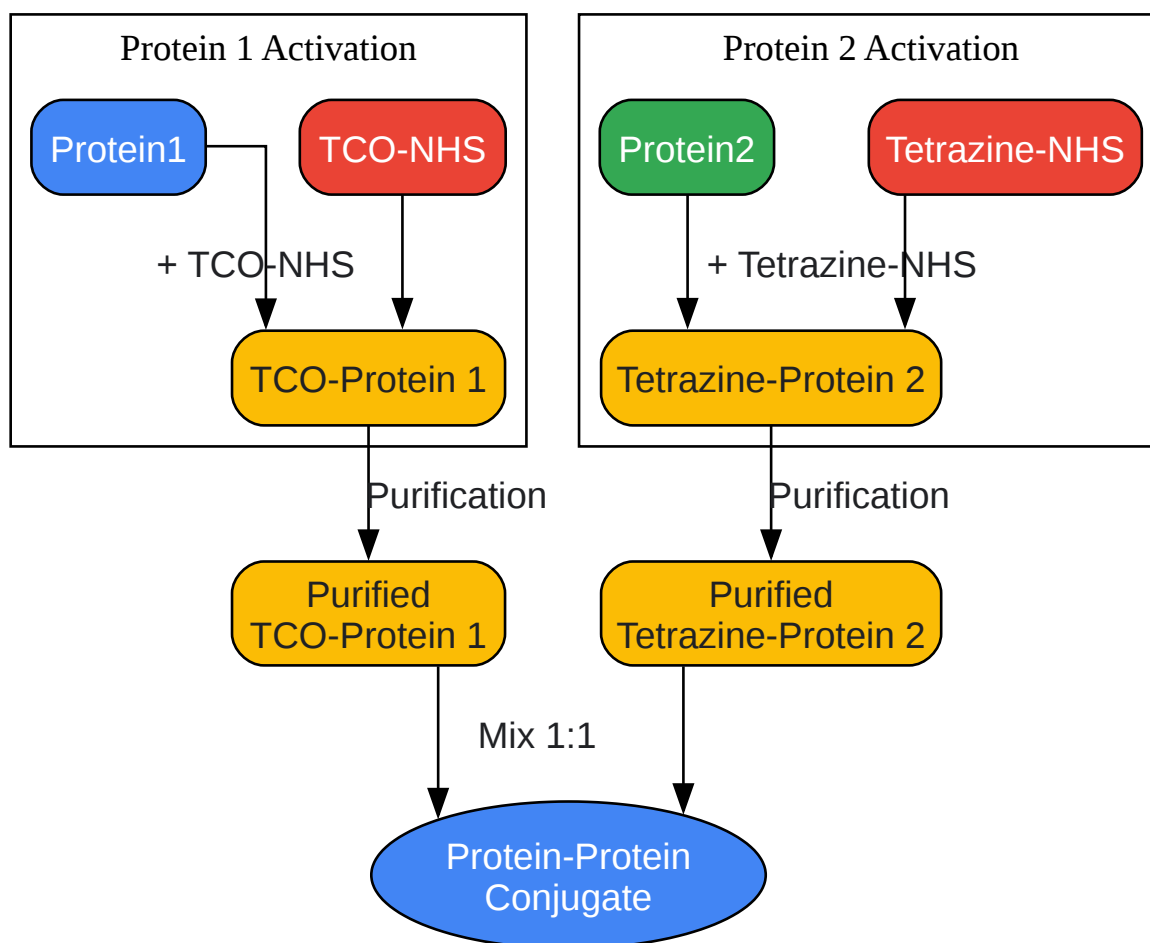 Protein 1 Activation
Protein 2 Activation
Protein1
TCO-NHS
Protein2
Tetrazine-NHS
+ TCO-NHS
+ Tetrazine-NHS
TCO-Protein 1
Tetrazine-Protein 2
Purification
Purification
Purified
TCO-Protein 1
Purified
Tetrazine-Protein 2
Mix 1:1
Protein-Protein
Conjugate